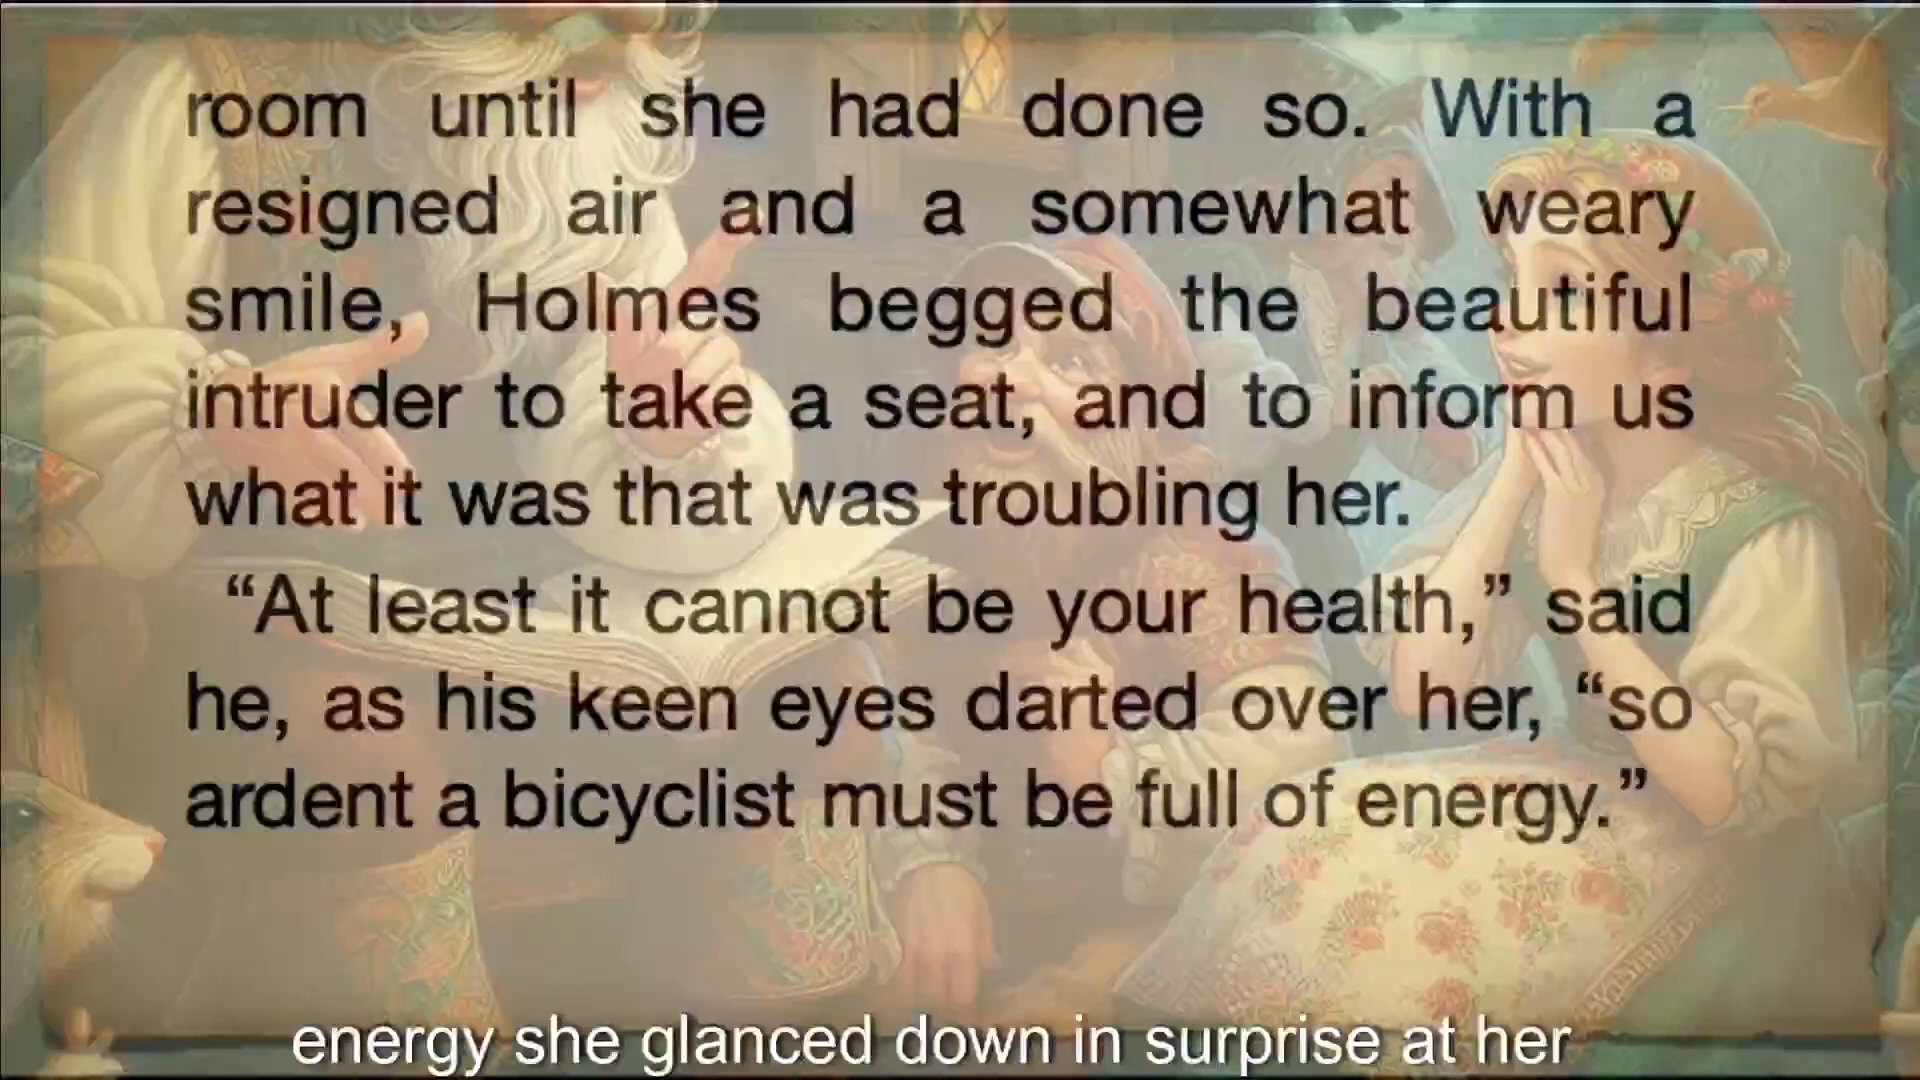 room until she had done so. With a
resigned air and a somewhat weary
smile, Holmes begged the beautiful
intruder to take a seat, and to inform us
what it was that was troubling her.
“At least it cannot be your health,” said
he, as his keen eyes darted over her, “so
ardent a bicyclist must be full of energy.”
energy she glanced down in surprise at her